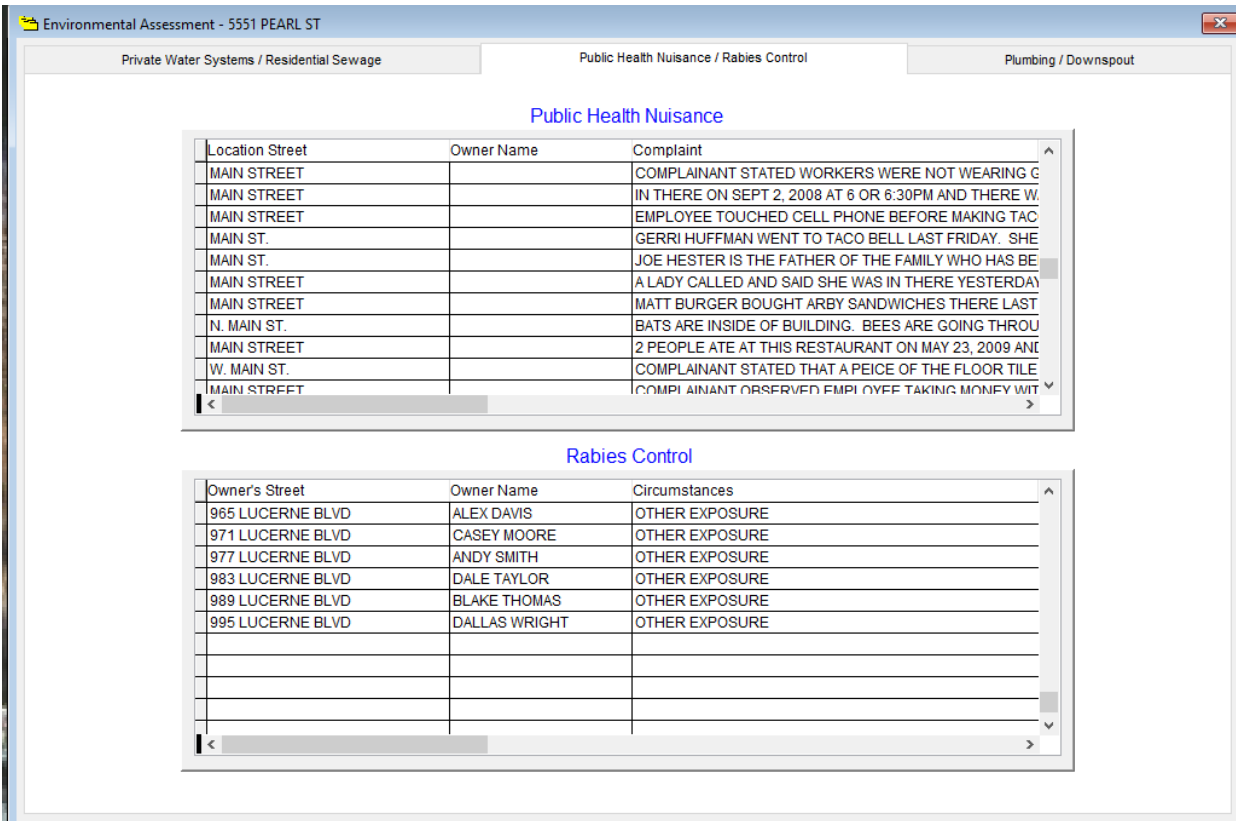 Environmental Assessment - 5551 PEARL ST
Private Water Systems / Residential Sewage Public Health Nuisance / Rabies Control Plumbing / Downspout
Public Health Nuisance
Location Street Owner Name Complaint
MAIN STREET COMPLAINANT STATED WORKERS WERE NOT WEARING G
MAIN STREET IN THERE ON SEPT 2, 2008 AT 6 OR 6:30PM AND THERE W
MAIN STREET EMPLOYEE TOUCHED CELL PHONE BEFORE MAKING TAC
MAIN ST. GERRI HUFFMAN WENT TO TACO BELL LAST FRIDAY. SHE
MAIN ST. JOE HESTER IS THE FATHER OF THE FAMILY WHO HAS BE
MAIN STREET A LADY CALLED AND SAID SHE WAS IN THERE YESTERDAY
MAIN STREET MATT BURGER BOUGHT ARBY SANDWICHES THERE LAST
N. MAIN ST. BATS ARE INSIDE OF BUILDING. BEES ARE GOING THROU
MAIN STREET 2 PEOPLE ATE AT THIS RESTAURANT ON MAY 23, 2009 AND
W. MAIN ST. COMPLAINANT STATED THAT A PEICE OF THE FLOOR TILE
MAIN STREET COMPLAINANT OBSERVED EMPLOYEE TAKING MONEY WIT
Rabies Control
Owner's Street Owner Name Circumstances
965 LUCERNE BLVD ALEX DAVIS OTHER EXPOSURE
971 LUCERNE BLVD CASEY MOORE OTHER EXPOSURE
977 LUCERNE BLVD ANDY SMITH OTHER EXPOSURE
983 LUCERNE BLVD DALE TAYLOR OTHER EXPOSURE
989 LUCERNE BLVD BLAKE THOMAS OTHER EXPOSURE
995 LUCERNE BLVD DALLAS WRIGHT OTHER EXPOSURE